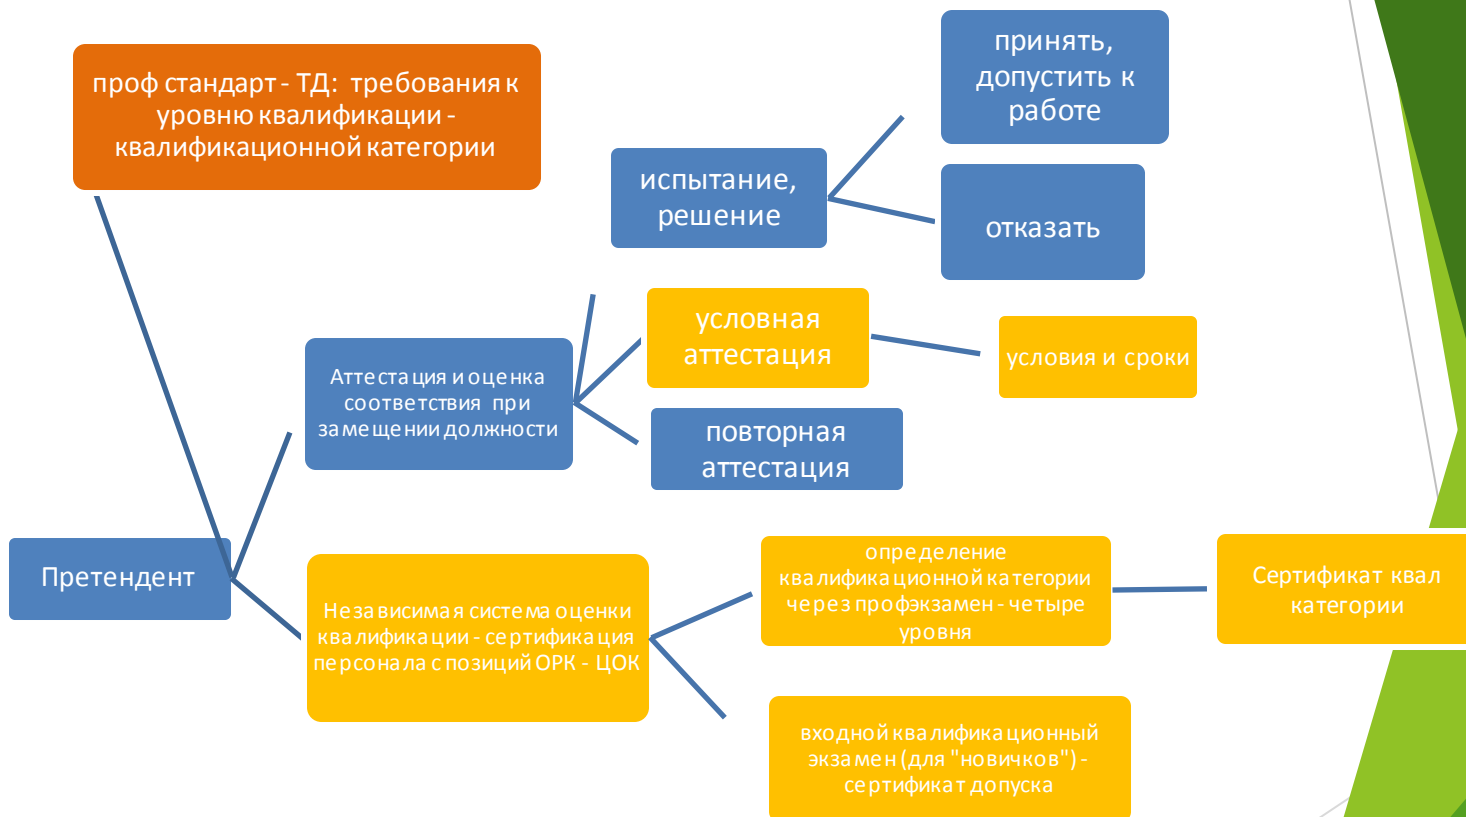 проф стандарт - ТД: требования к
уровню квалификации -
квалификационной категории
принять,
допустить к
работе
испытание,
решение
отказать
условная
аттестация
условия и сроки
Аттестация и оценка
соответствия при
замещении должности
повторная
аттестация
Претендент
Независимая система оценки
квалификации - сертификация
персонала с позиций ОРК - ЦОК
определение
квалификационной категории
через профэкзамен - четыре
уровня
Сертификат квал
категории
входной квалификационный
экзамен (для "новичков") -
сертификат допуска